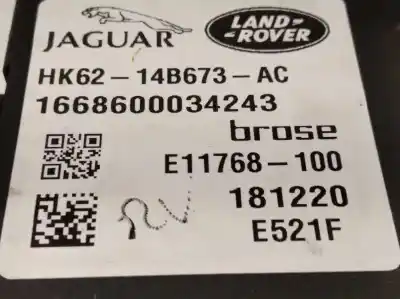 JAGUAR
LAND-
ROVER
HK62-14B673-AC
1668600034243
brose
E11768-100
181220
E521F